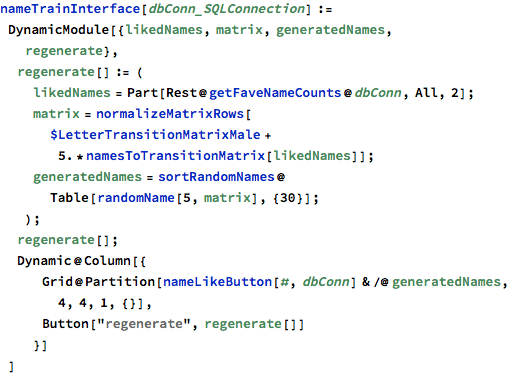 nameTrainInterface[dbConn_SQLConnection] :=
DynamicModule[{likedNames, matrix, generatedNames,
regenerate},
regenerate[] := (
likedNames = Part[Rest@getFaveNameCounts@dbConn, All, 2];
matrix = normalizeMatrixRows[
$LetterTransitionMatrixMale +
5. * namesToTransitionMatrix[likedNames]];
generatedNames = sortRandomNames@
Table[randomName[5, matrix], {30}];
);
regenerate[];
Dynamic@Column[{
Grid@Partition[nameLikeButton[#, dbConn] & /@ generatedNames,
4, 4, 1, {}],
Button["regenerate", regenerate[]]
}]
]